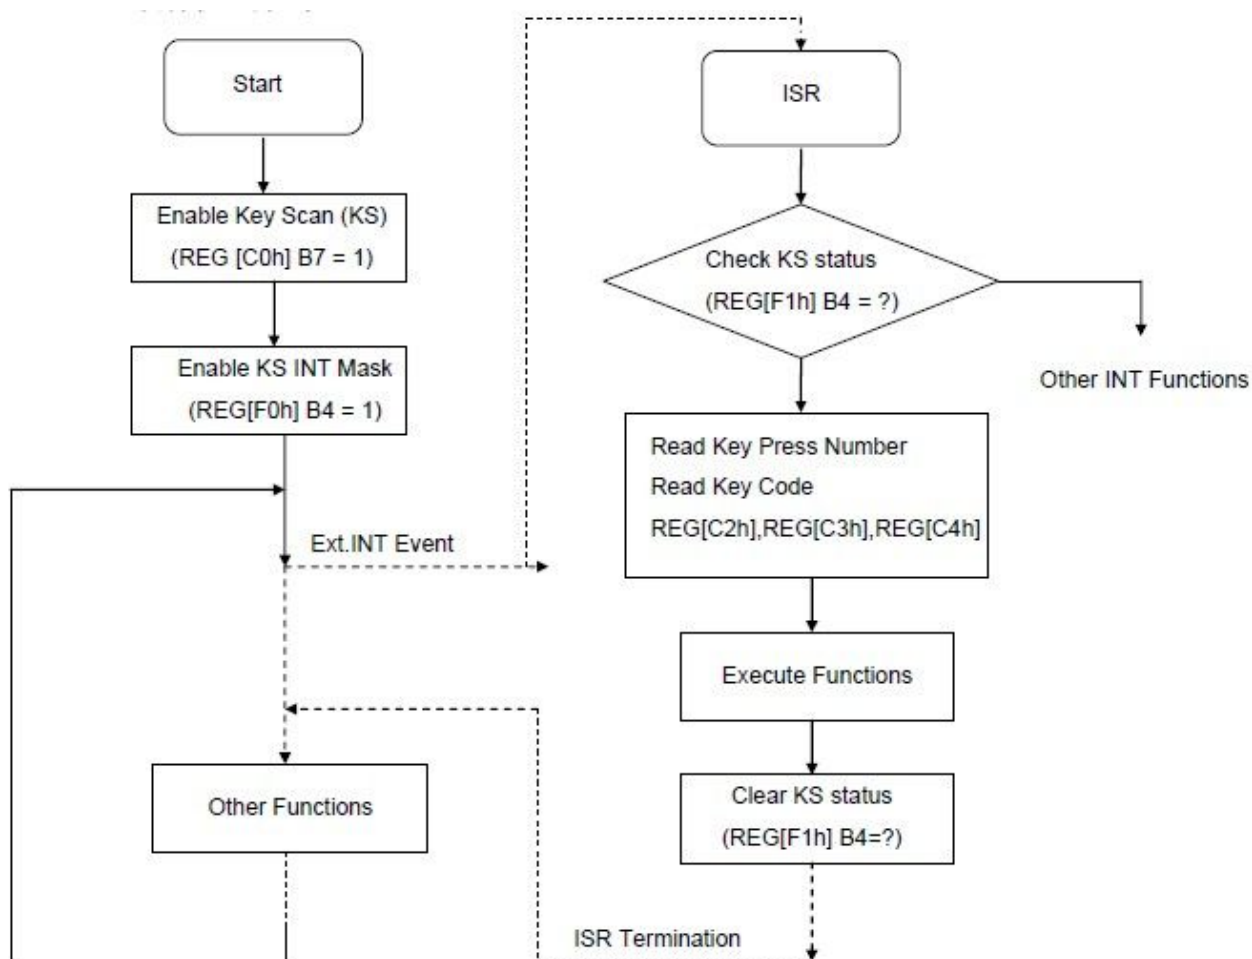 Start
Enable Key Scan (KS)
(REG [C0h] B7 = 1)
Enable KS INT Mask
(REG[F0h] B4 = 1)
Ext.INT Event
Other Functions
ISR
Check KS status
(REG[F1h] B4 = ?)
Other INT Functions
Read Key Press Number
Read Key Code
REG[C2h],REG[C3h],REG[C4h]
Execute Functions
Clear KS status
(REG[F1h] B4=?)
ISR Termination